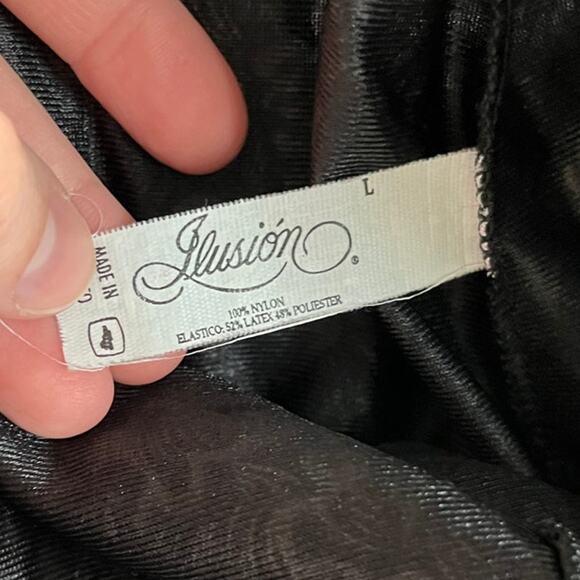 L
Ilusión
®
100% NYLON
ELASTICO: 52% LATEX 48% POLIESTER
MADE IN